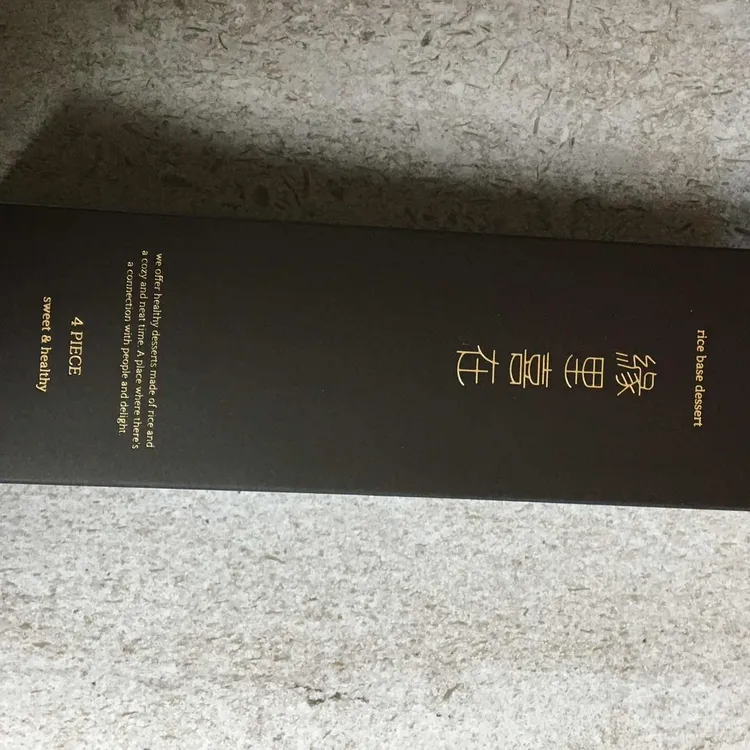 rice base dessert
緣里喜在
we offer healthy desserts made of rice and
a cozy and neat time. A place where there's
a connection with people and delight.
4 PIECE
sweet & healthy